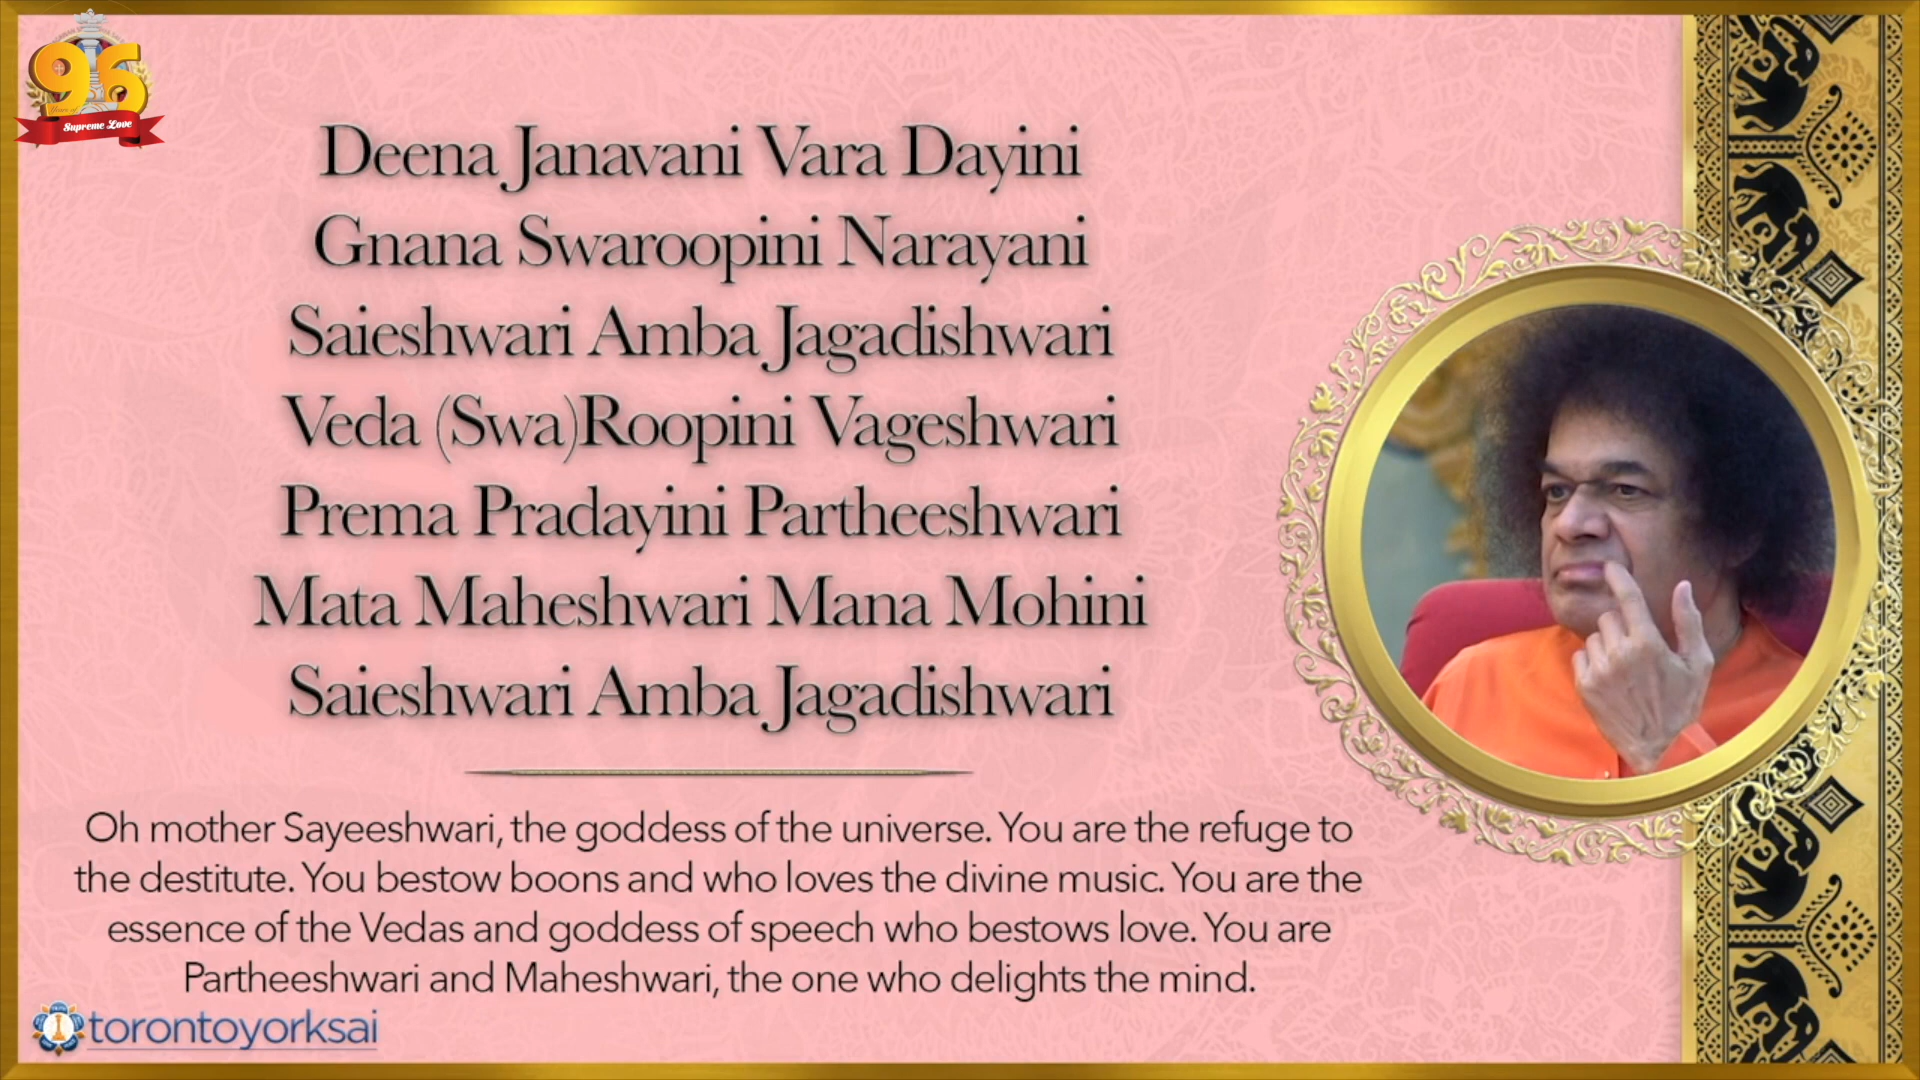 96
Years of
Supreme Love
Deena Janavani Vara Dayini
Gnana Swaroopini Narayani
Saieshwari Amba Jagadishwari
Veda (Swa)Roopini Vageshwari
Prema Pradayini Partheeshwari
Mata Maheshwari Mana Mohini
Saieshwari Amba Jagadishwari
Oh mother Sayeeshwari, the goddess of the universe. You are the refuge to
the destitute. You bestow boons and who loves the divine music. You are the
essence of the Vedas and goddess of speech who bestows love. You are
Partheeshwari and Maheshwari, the one who delights the mind.
torontoyorksai